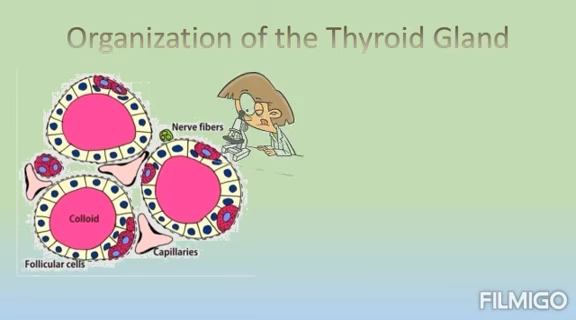 Organization of the Thyroid Gland
Nerve fibers
Colloid
Capillaries
Follicular cells
FILMIGO